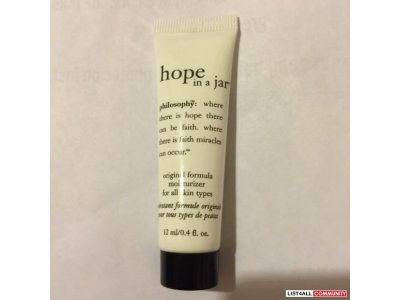 hope
in a jar™
philosophy: where
there is hope there
can be faith. where
there is faith miracles
can occur.™
original formula
moisturizer
for all skin types
hydratant formule originale
pour tous types de peaux
12 ml/0.4 fl. oz.
LIST4ALL COMMUNITY